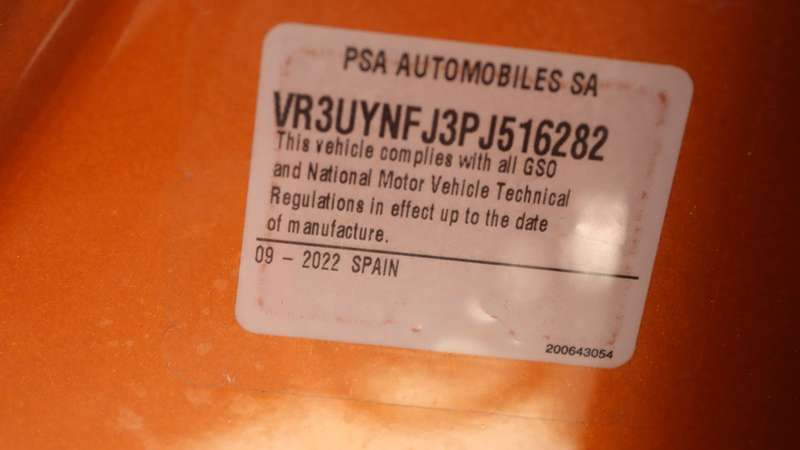 PSA AUTOMOBILES SA
VR3UYNFJ3PJ516282
This vehicle complies with all GSO
and National Motor Vehicle Technical
Regulations in effect up to the date
of manufacture.
09 - 2022 SPAIN
200643054